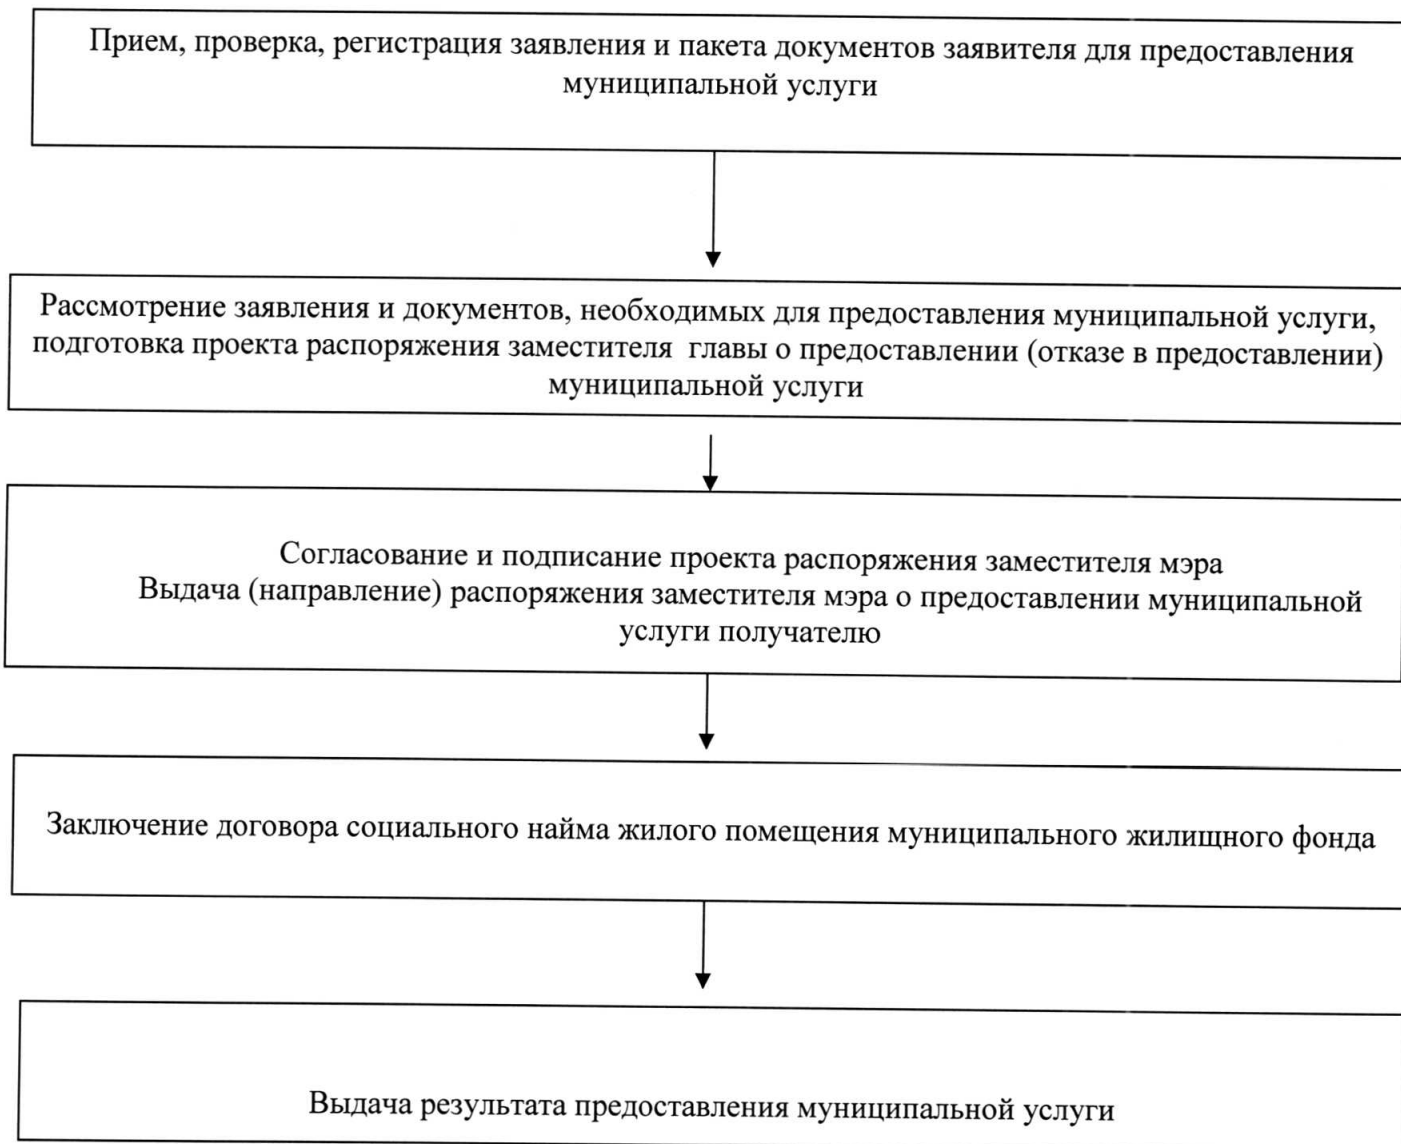 Прием, проверка, регистрация заявления и пакета документов заявителя для предоставления
муниципальной услуги
Рассмотрение заявления и документов, необходимых для предоставления муниципальной услуги,
подготовка проекта распоряжения заместителя главы о предоставлении (отказе в предоставлении)
муниципальной услуги
Согласование и подписание проекта распоряжения заместителя мэра
Выдача (направление) распоряжения заместителя мэра о предоставлении муниципальной
услуги получателю
Заключение договора социального найма жилого помещения муниципального жилищного фонда
Выдача результата предоставления муниципальной услуги